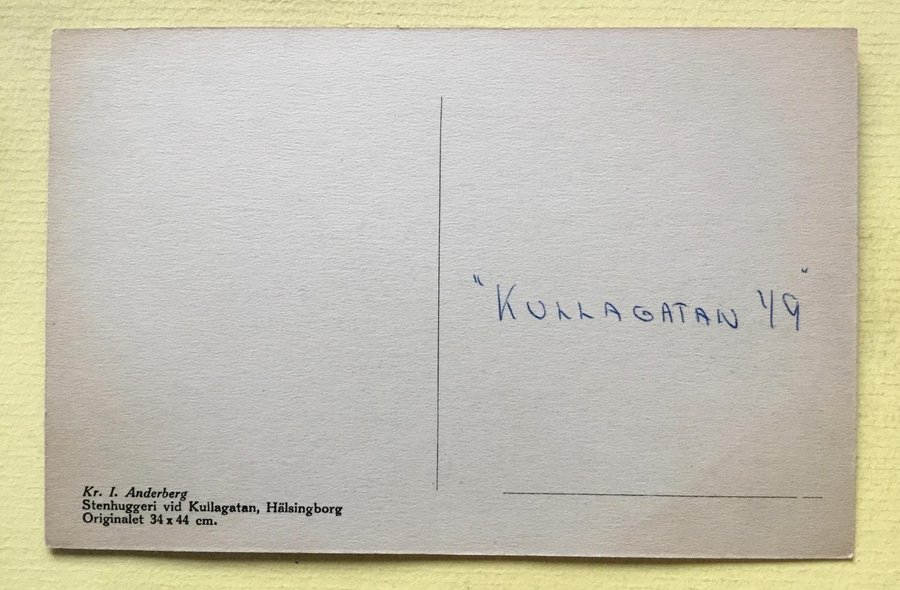 "KULLAGATAN 49"
Kr. I. Anderberg
Stenhuggeri vid Kullagatan, Hälsingborg
Originalet 34 x 44 cm.